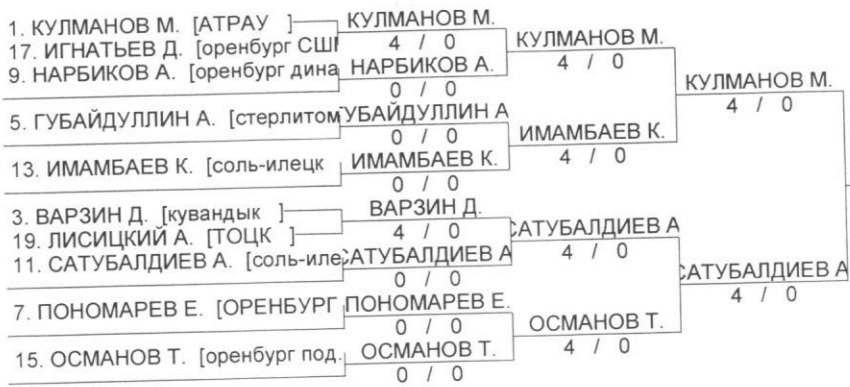 1. КУЛМАНОВ М. [АТРАУ ]
17. ИГНАТЬЕВ Д. [оренбург СШ
9. НАРБИКОВ А. [оренбург дина
5. ГУБАЙДУЛЛИН А. [стерлитом
13. ИМАМБАЕВ К. [соль-илецк
3. ВАРЗИН Д. [кувандык ]
19. ЛИСИЦКИЙ А. [ТОЦК ]
11. САТУБАЛДИЕВ А. [соль-иле
7. ПОНОМАРЕВ Е. [ОРЕНБУРГ
15. ОСМАНОВ Т. [оренбург под.
КУЛМАНОВ М.
4 / 0
НАРБИКОВ А.
0 / 0
УБАЙДУЛЛИН А
0 / 0
ИМАМБАЕВ К.
0 / 0
ВАРЗИН Д.
4 / 0
САТУБАЛДИЕВ А
0 / 0
ПОНОМАРЕВ Е.
0 / 0
ОСМАНОВ Т.
0 / 0
КУЛМАНОВ М.
4 / 0
ИМАМБАЕВ К.
4 / 0
САТУБАЛДИЕВ А
4 / 0
ОСМАНОВ Т.
4 / 0
КУЛМАНОВ М.
4 / 0
САТУБАЛДИЕВ А
4 / 0